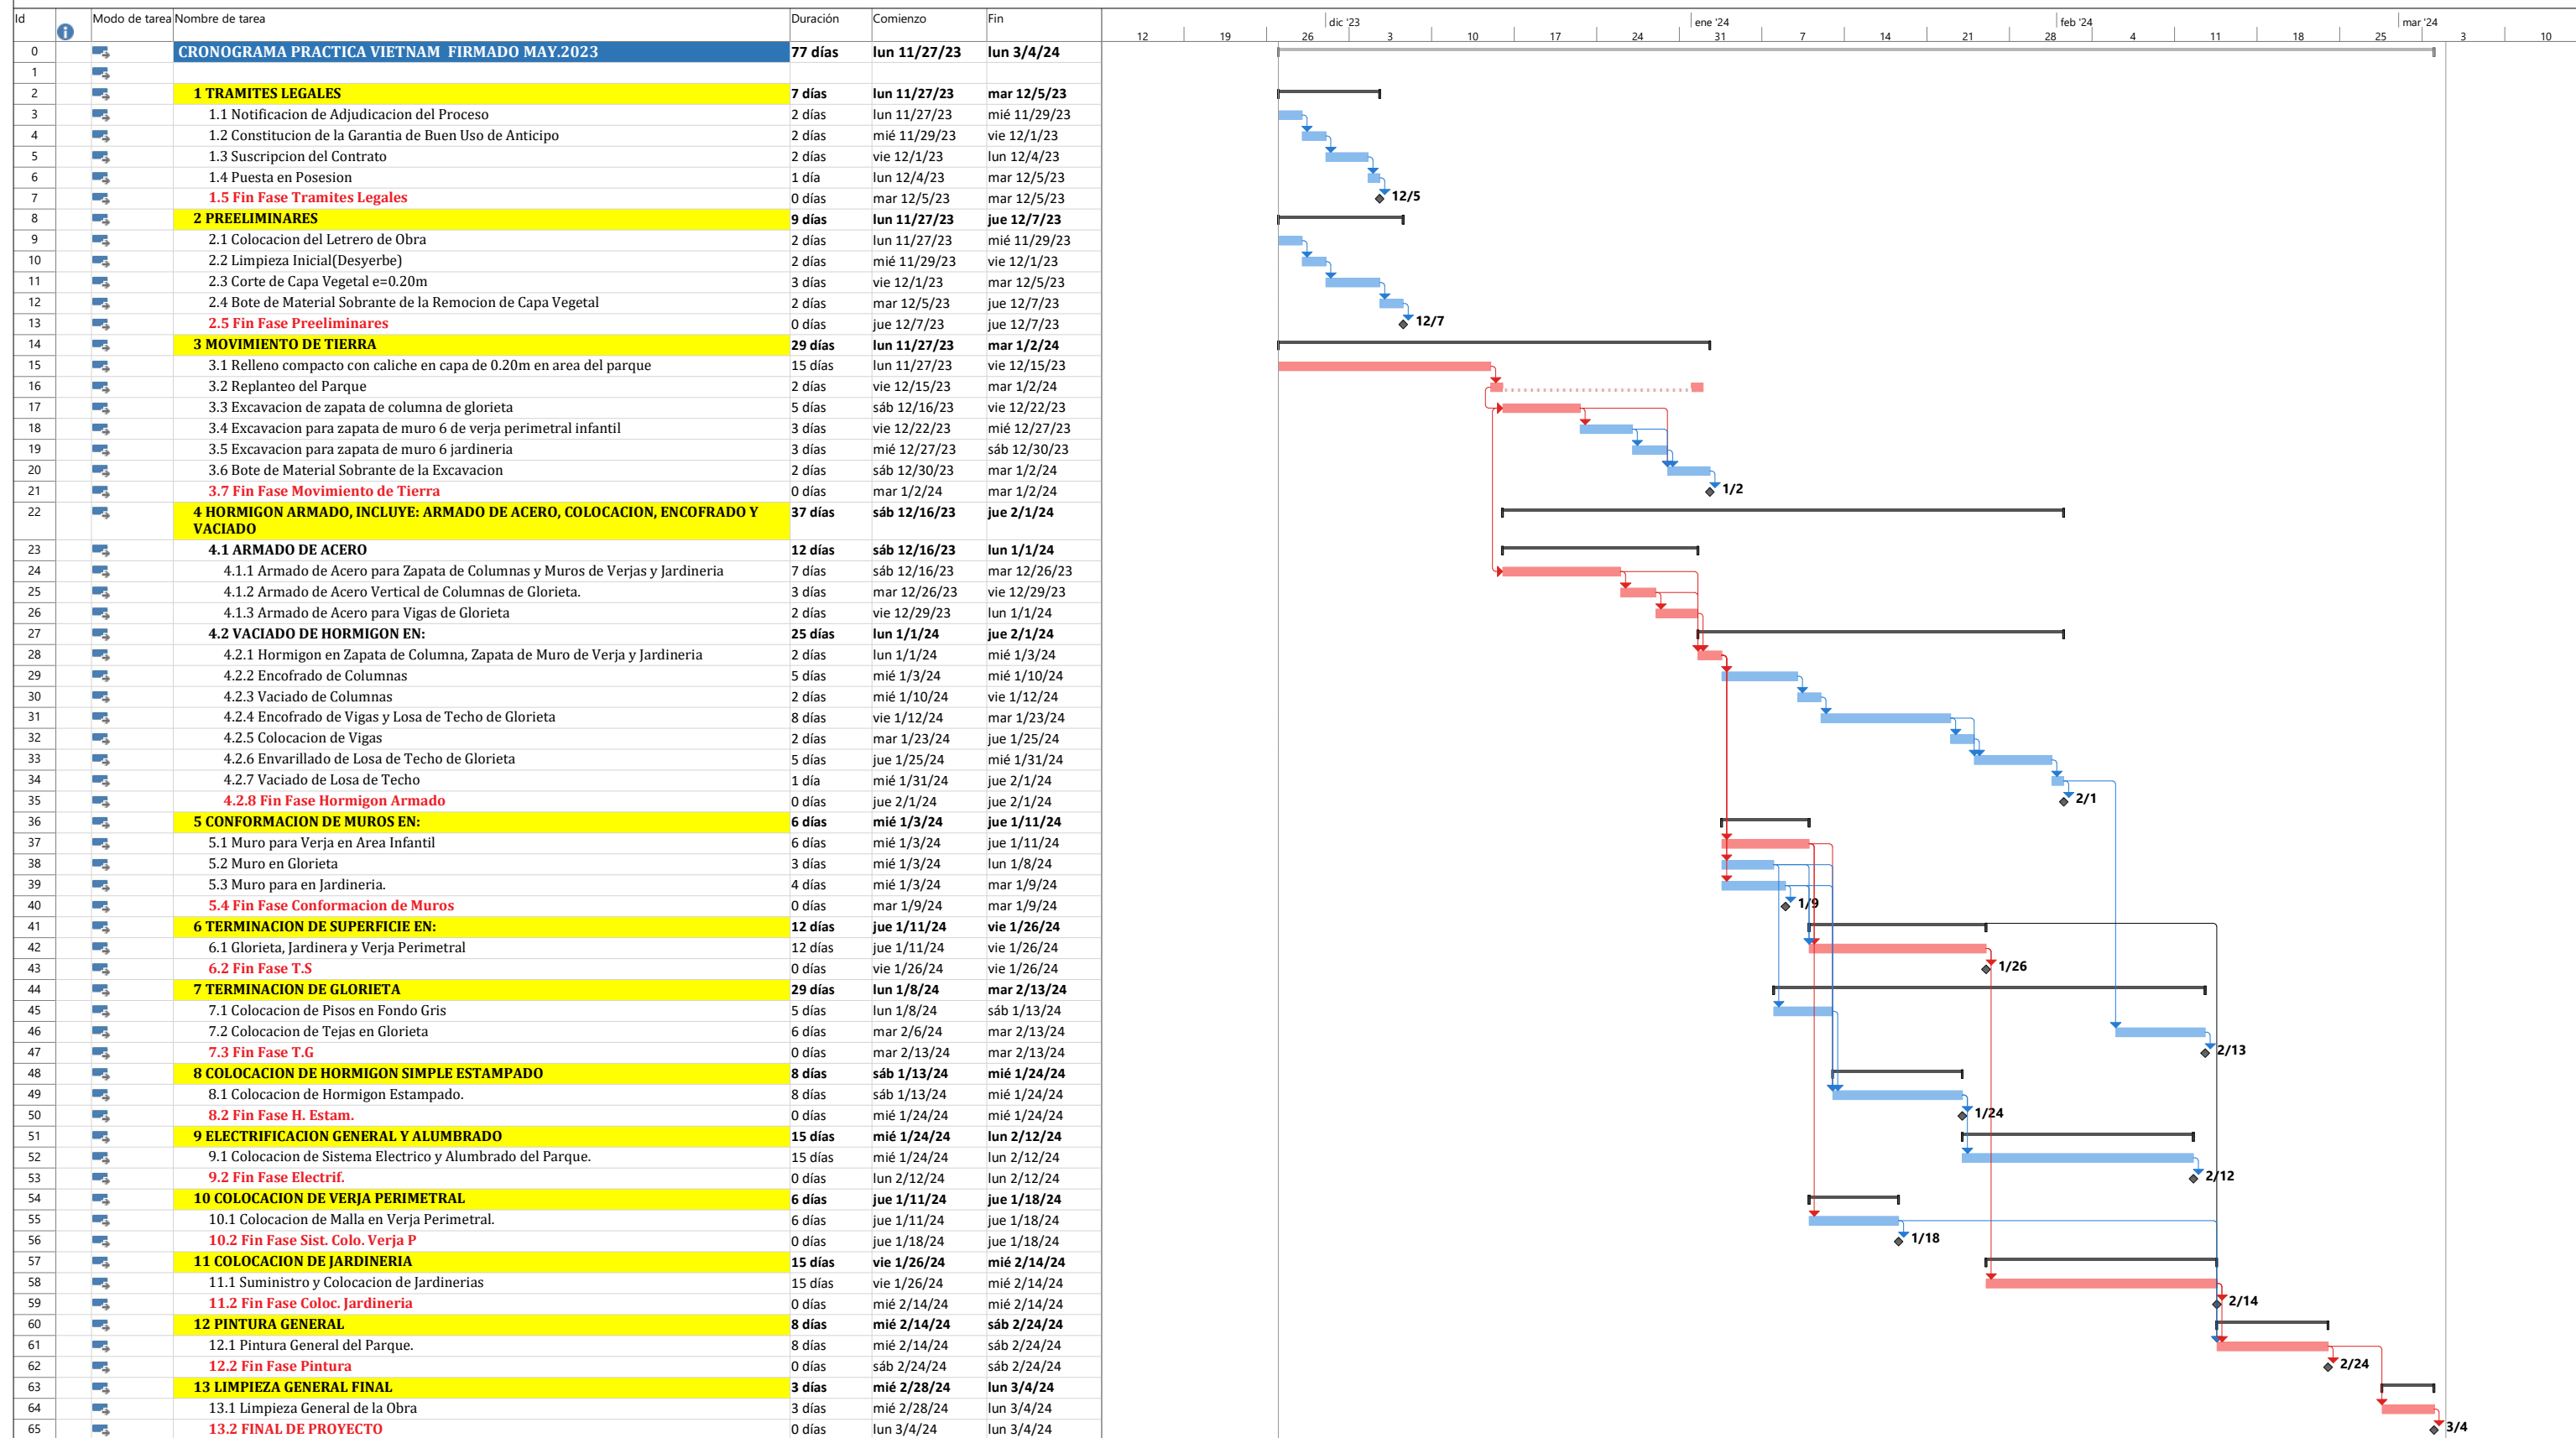 Id Modo de tarea Nombre de tarea Duración Comienzo Fin dic '23 ene '24 feb '24 mar '24
12 19 26 3 10 17 24 31 7 14 21 28 4 11 18 25 3 10
0 CRONOGRAMA PRACTICA VIETNAM FIRMADO MAY.2023 77 días lun 11/27/23 lun 3/4/24
1
2 1 TRAMITES LEGALES 7 días lun 11/27/23 mar 12/5/23
3 1.1 Notificacion de Adjudicacion del Proceso 2 días lun 11/27/23 mié 11/29/23
4 1.2 Constitucion de la Garantia de Buen Uso de Anticipo 2 días mié 11/29/23 vie 12/1/23
5 1.3 Suscripcion del Contrato 2 días vie 12/1/23 lun 12/4/23
6 1.4 Puesta en Posesion 1 día lun 12/4/23 mar 12/5/23
7 1.5 Fin Fase Tramites Legales 0 días mar 12/5/23 mar 12/5/23 12/5
8 2 PREELIMINARES 9 días lun 11/27/23 jue 12/7/23
9 2.1 Colocacion del Letrero de Obra 2 días lun 11/27/23 mié 11/29/23
10 2.2 Limpieza Inicial(Desyerbe) 2 días mié 11/29/23 vie 12/1/23
11 2.3 Corte de Capa Vegetal e=0.20m 3 días vie 12/1/23 mar 12/5/23
12 2.4 Bote de Material Sobrante de la Remocion de Capa Vegetal 2 días mar 12/5/23 jue 12/7/23
13 2.5 Fin Fase Preeliminares 0 días jue 12/7/23 jue 12/7/23 12/7
14 3 MOVIMIENTO DE TIERRA 29 días lun 11/27/23 mar 1/2/24
15 3.1 Relleno compacto con caliche en capa de 0.20m en area del parque 15 días lun 11/27/23 vie 12/15/23
16 3.2 Replanteo del Parque 2 días vie 12/15/23 mar 1/2/24
17 3.3 Excavacion de zapata de columna de glorieta 5 días sáb 12/16/23 vie 12/22/23
18 3.4 Excavacion para zapata de muro 6 de verja perimetral infantil 3 días vie 12/22/23 mié 12/27/23
19 3.5 Excavacion para zapata de muro 6 jardineria 3 días mié 12/27/23 sáb 12/30/23
20 3.6 Bote de Material Sobrante de la Excavacion 2 días sáb 12/30/23 mar 1/2/24
21 3.7 Fin Fase Movimiento de Tierra 0 días mar 1/2/24 mar 1/2/24 1/2
22 4 HORMIGON ARMADO, INCLUYE: ARMADO DE ACERO, COLOCACION, ENCOFRADO Y 37 días sáb 12/16/23 jue 2/1/24
VACIADO
23 4.1 ARMADO DE ACERO 12 días sáb 12/16/23 lun 1/1/24
24 4.1.1 Armado de Acero para Zapata de Columnas y Muros de Verjas y Jardineria 7 días sáb 12/16/23 mar 12/26/23
25 4.1.2 Armado de Acero Vertical de Columnas de Glorieta. 3 días mar 12/26/23 vie 12/29/23
26 4.1.3 Armado de Acero para Vigas de Glorieta 2 días vie 12/29/23 lun 1/1/24
27 4.2 VACIADO DE HORMIGON EN: 25 días lun 1/1/24 jue 2/1/24
28 4.2.1 Hormigon en Zapata de Columna, Zapata de Muro de Verja y Jardineria 2 días lun 1/1/24 mié 1/3/24
29 4.2.2 Encofrado de Columnas 5 días mié 1/3/24 mié 1/10/24
30 4.2.3 Vaciado de Columnas 2 días mié 1/10/24 vie 1/12/24
31 4.2.4 Encofrado de Vigas y Losa de Techo de Glorieta 8 días vie 1/12/24 mar 1/23/24
32 4.2.5 Colocacion de Vigas 2 días mar 1/23/24 jue 1/25/24
33 4.2.6 Envarillado de Losa de Techo de Glorieta 5 días jue 1/25/24 mié 1/31/24
34 4.2.7 Vaciado de Losa de Techo 1 día mié 1/31/24 jue 2/1/24
35 4.2.8 Fin Fase Hormigon Armado 0 días jue 2/1/24 jue 2/1/24 2/1
36 5 CONFORMACION DE MUROS EN: 6 días mié 1/3/24 jue 1/11/24
37 5.1 Muro para Verja en Area Infantil 6 días mié 1/3/24 jue 1/11/24
38 5.2 Muro en Glorieta 3 días mié 1/3/24 lun 1/8/24
39 5.3 Muro para en Jardineria. 4 días mié 1/3/24 mar 1/9/24
40 5.4 Fin Fase Conformacion de Muros 0 días mar 1/9/24 mar 1/9/24 1/9
41 6 TERMINACION DE SUPERFICIE EN: 12 días jue 1/11/24 vie 1/26/24
42 6.1 Glorieta, Jardinera y Verja Perimetral 12 días jue 1/11/24 vie 1/26/24
43 6.2 Fin Fase T.S 0 días vie 1/26/24 vie 1/26/24 1/26
44 7 TERMINACION DE GLORIETA 29 días lun 1/8/24 mar 2/13/24
45 7.1 Colocacion de Pisos en Fondo Gris 5 días lun 1/8/24 sáb 1/13/24
46 7.2 Colocacion de Tejas en Glorieta 6 días mar 2/6/24 mar 2/13/24
47 7.3 Fin Fase T.G 0 días mar 2/13/24 mar 2/13/24 2/13
48 8 COLOCACION DE HORMIGON SIMPLE ESTAMPADO 8 días sáb 1/13/24 mié 1/24/24
49 8.1 Colocacion de Hormigon Estampado. 8 días sáb 1/13/24 mié 1/24/24
50 8.2 Fin Fase H. Estam. 0 días mié 1/24/24 mié 1/24/24 1/24
51 9 ELECTRIFICACION GENERAL Y ALUMBRADO 15 días mié 1/24/24 lun 2/12/24
52 9.1 Colocacion de Sistema Electrico y Alumbrado del Parque. 15 días mié 1/24/24 lun 2/12/24
53 9.2 Fin Fase Electrif. 0 días lun 2/12/24 lun 2/12/24 2/12
54 10 COLOCACION DE VERJA PERIMETRAL 6 días jue 1/11/24 jue 1/18/24
55 10.1 Colocacion de Malla en Verja Perimetral. 6 días jue 1/11/24 jue 1/18/24
56 10.2 Fin Fase Sist. Colo. Verja P 0 días jue 1/18/24 jue 1/18/24 1/18
57 11 COLOCACION DE JARDINERIA 15 días vie 1/26/24 mié 2/14/24
58 11.1 Suministro y Colocacion de Jardinerias 15 días vie 1/26/24 mié 2/14/24
59 11.2 Fin Fase Coloc. Jardineria 0 días mié 2/14/24 mié 2/14/24 2/14
60 12 PINTURA GENERAL 8 días mié 2/14/24 sáb 2/24/24
61 12.1 Pintura General del Parque. 8 días mié 2/14/24 sáb 2/24/24
62 12.2 Fin Fase Pintura 0 días sáb 2/24/24 sáb 2/24/24 2/24
63 13 LIMPIEZA GENERAL FINAL 3 días mié 2/28/24 lun 3/4/24
64 13.1 Limpieza General de la Obra 3 días mié 2/28/24 lun 3/4/24
65 13.2 FINAL DE PROYECTO 0 días lun 3/4/24 lun 3/4/24 3/4